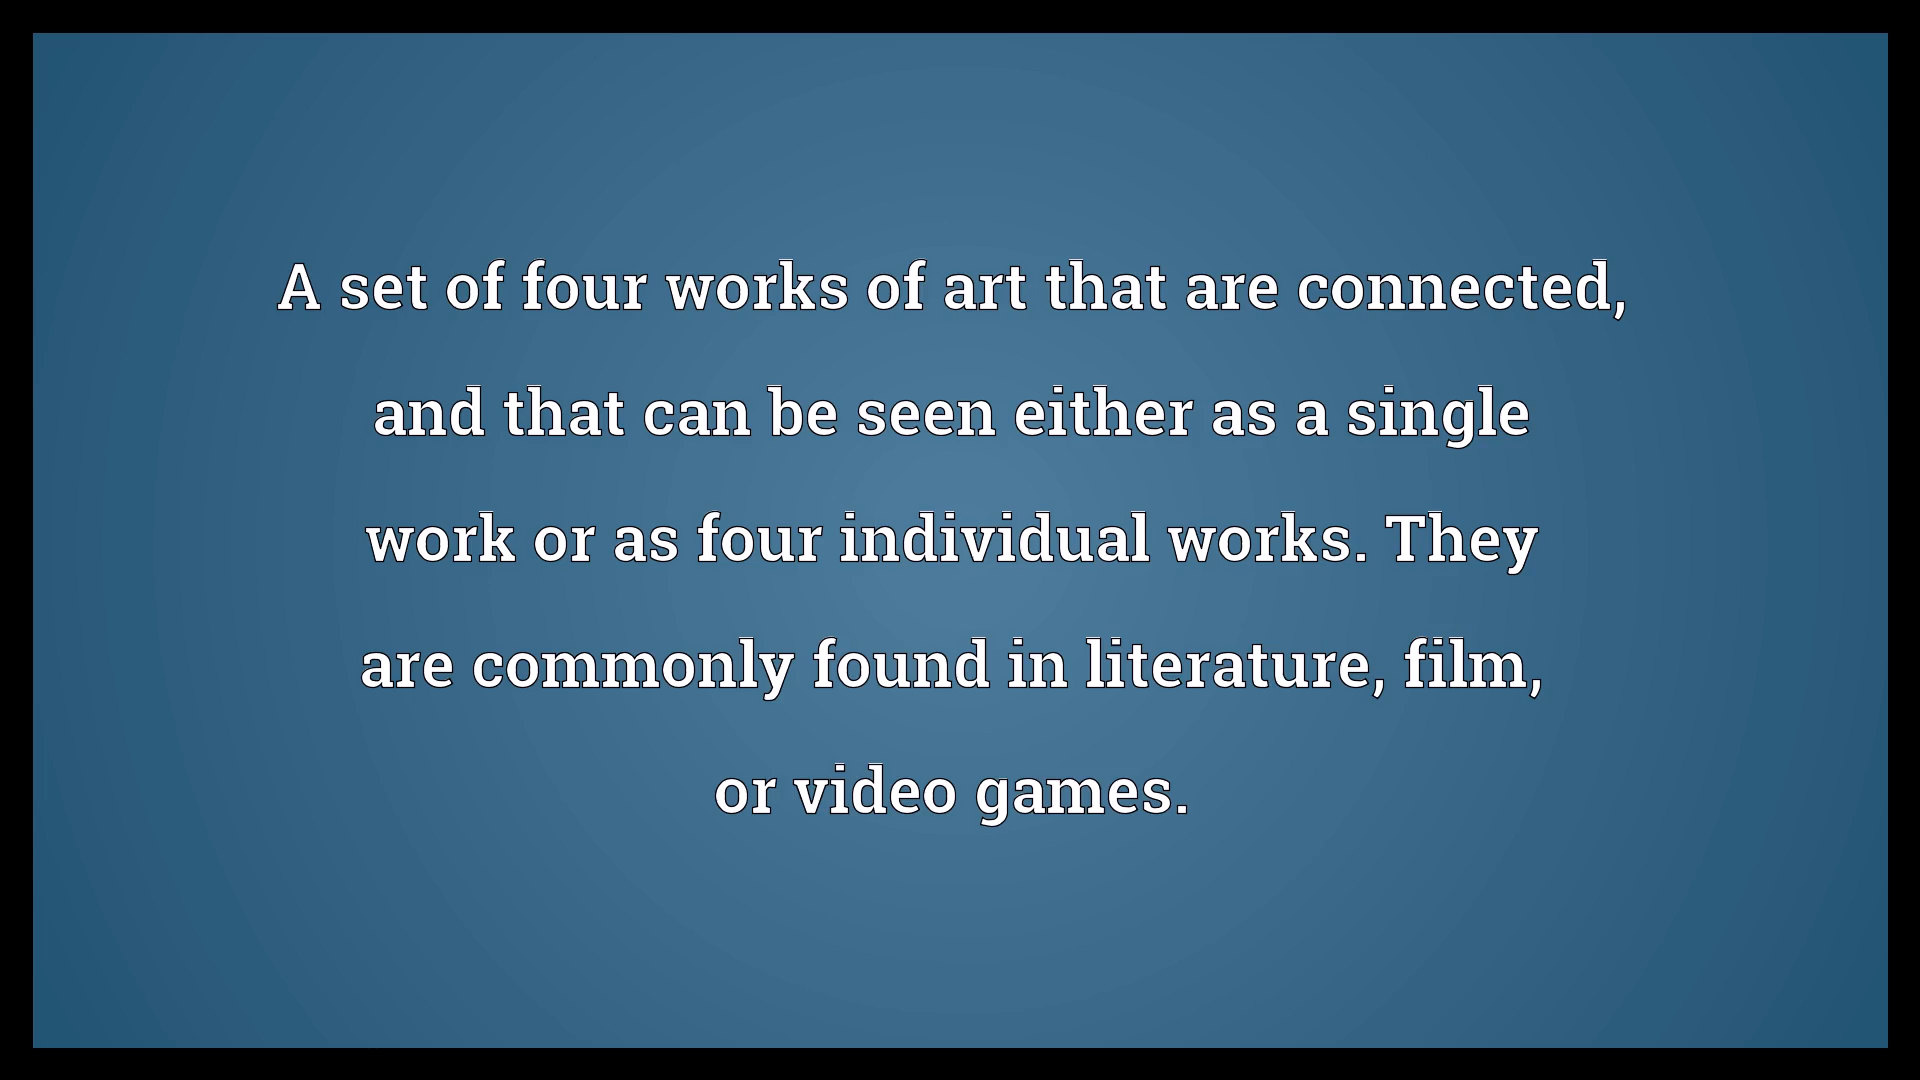 A set of four works of art that are connected,
and that can be seen either as a single
work or as four individual works. They
are commonly found in literature, film,
or video games.